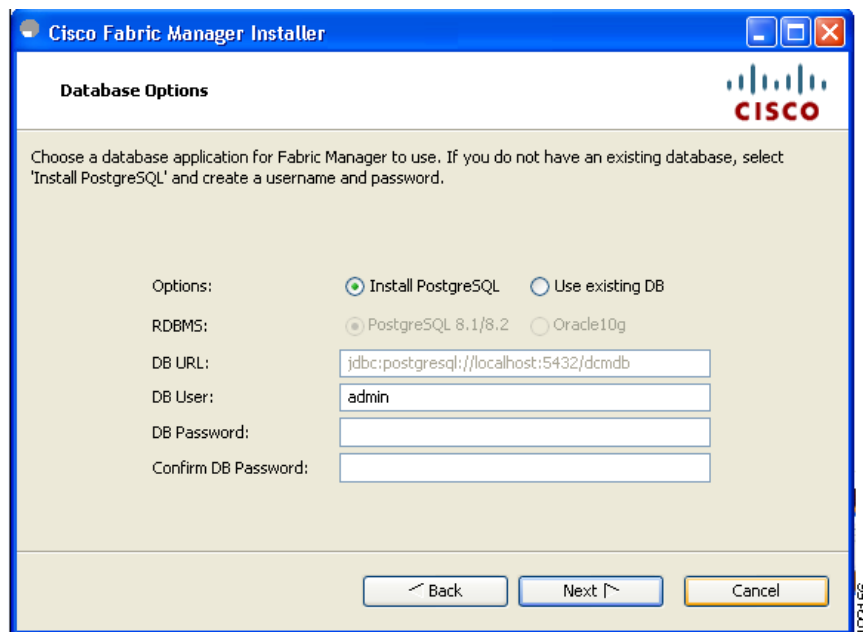 Cisco Fabric Manager Installer
Database Options
CISCO
Choose a database application for Fabric Manager to use. If you do not have an existing database, select
'Install PostgreSQL' and create a username and password.
Options: Install PostgreSQL Use existing DB
RDBMS: PostgreSQL 8.1/8.2 Oracle10g
DB URL: jdbc:postgresql://localhost:5432/dcmdb
DB User: admin
DB Password:
Confirm DB Password:
Back Next Cancel